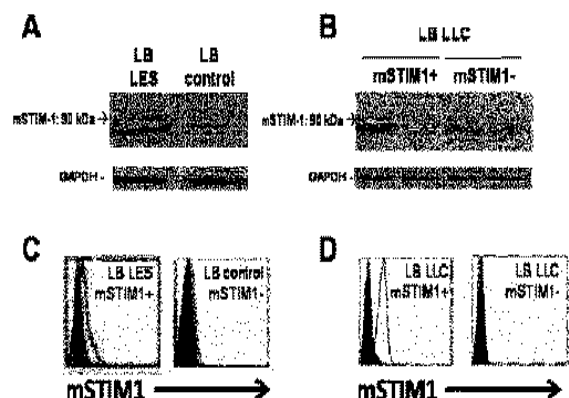 A
LB LES
LB control
mSTIM-1: 90 kDa
GAPDH -
B
LB LLC
mSTIM1+ mSTIM1-
mSTIM-1: 90 kDa
GAPDH -
C
LB LES mSTIM1+
LB control mSTIM1-
mSTIM1
D
LB LLC mSTIM1+
LB LLC mSTIM1-
mSTIM1